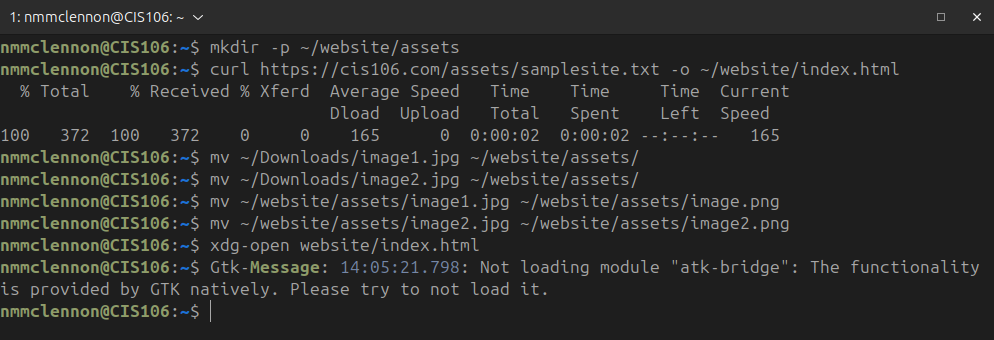 1: nmmclennon@CIS106: ~
nmmclennon@CIS106:~$ mkdir -p ~/website/assets
nmmclennon@CIS106:~$ curl https://cis106.com/assets/samplesite.txt -o ~/website/index.html
  % Total    % Received % Xferd  Average Speed   Time    Time     Time  Current
                                 Dload  Upload   Total   Spent    Left  Speed
100   372  100   372    0     0    165      0  0:00:02  0:00:02 --:--:--   165
nmmclennon@CIS106:~$ mv ~/Downloads/image1.jpg ~/website/assets/
nmmclennon@CIS106:~$ mv ~/Downloads/image2.jpg ~/website/assets/
nmmclennon@CIS106:~$ mv ~/website/assets/image1.jpg ~/website/assets/image.png
nmmclennon@CIS106:~$ mv ~/website/assets/image2.jpg ~/website/assets/image2.png
nmmclennon@CIS106:~$ xdg-open website/index.html
nmmclennon@CIS106:~$ Gtk-Message: 14:05:21.798: Not loading module "atk-bridge": The functionality
is provided by GTK natively. Please try to not load it.
nmmclennon@CIS106:~$